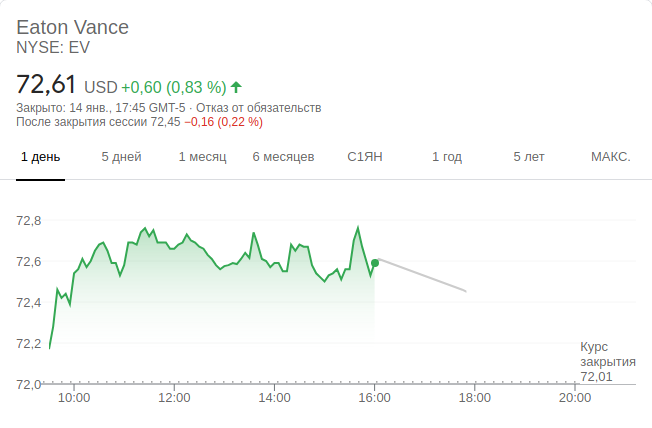 Eaton Vance
NYSE: EV
72,61 USD +0,60 (0,83 %)
Закрыто: 14 янв., 17:45 GMT-5 · Отказ от обязательств
После закрытия сессии 72,45 −0,16 (0,22 %)
1 день 5 дней 1 месяц 6 месяцев С1ЯН 1 год 5 лет МАКС.
72,8
72,6
72,4
72,2
72,0
Курс
закрытия
72,01
10:00 12:00 14:00 16:00 18:00 20:00